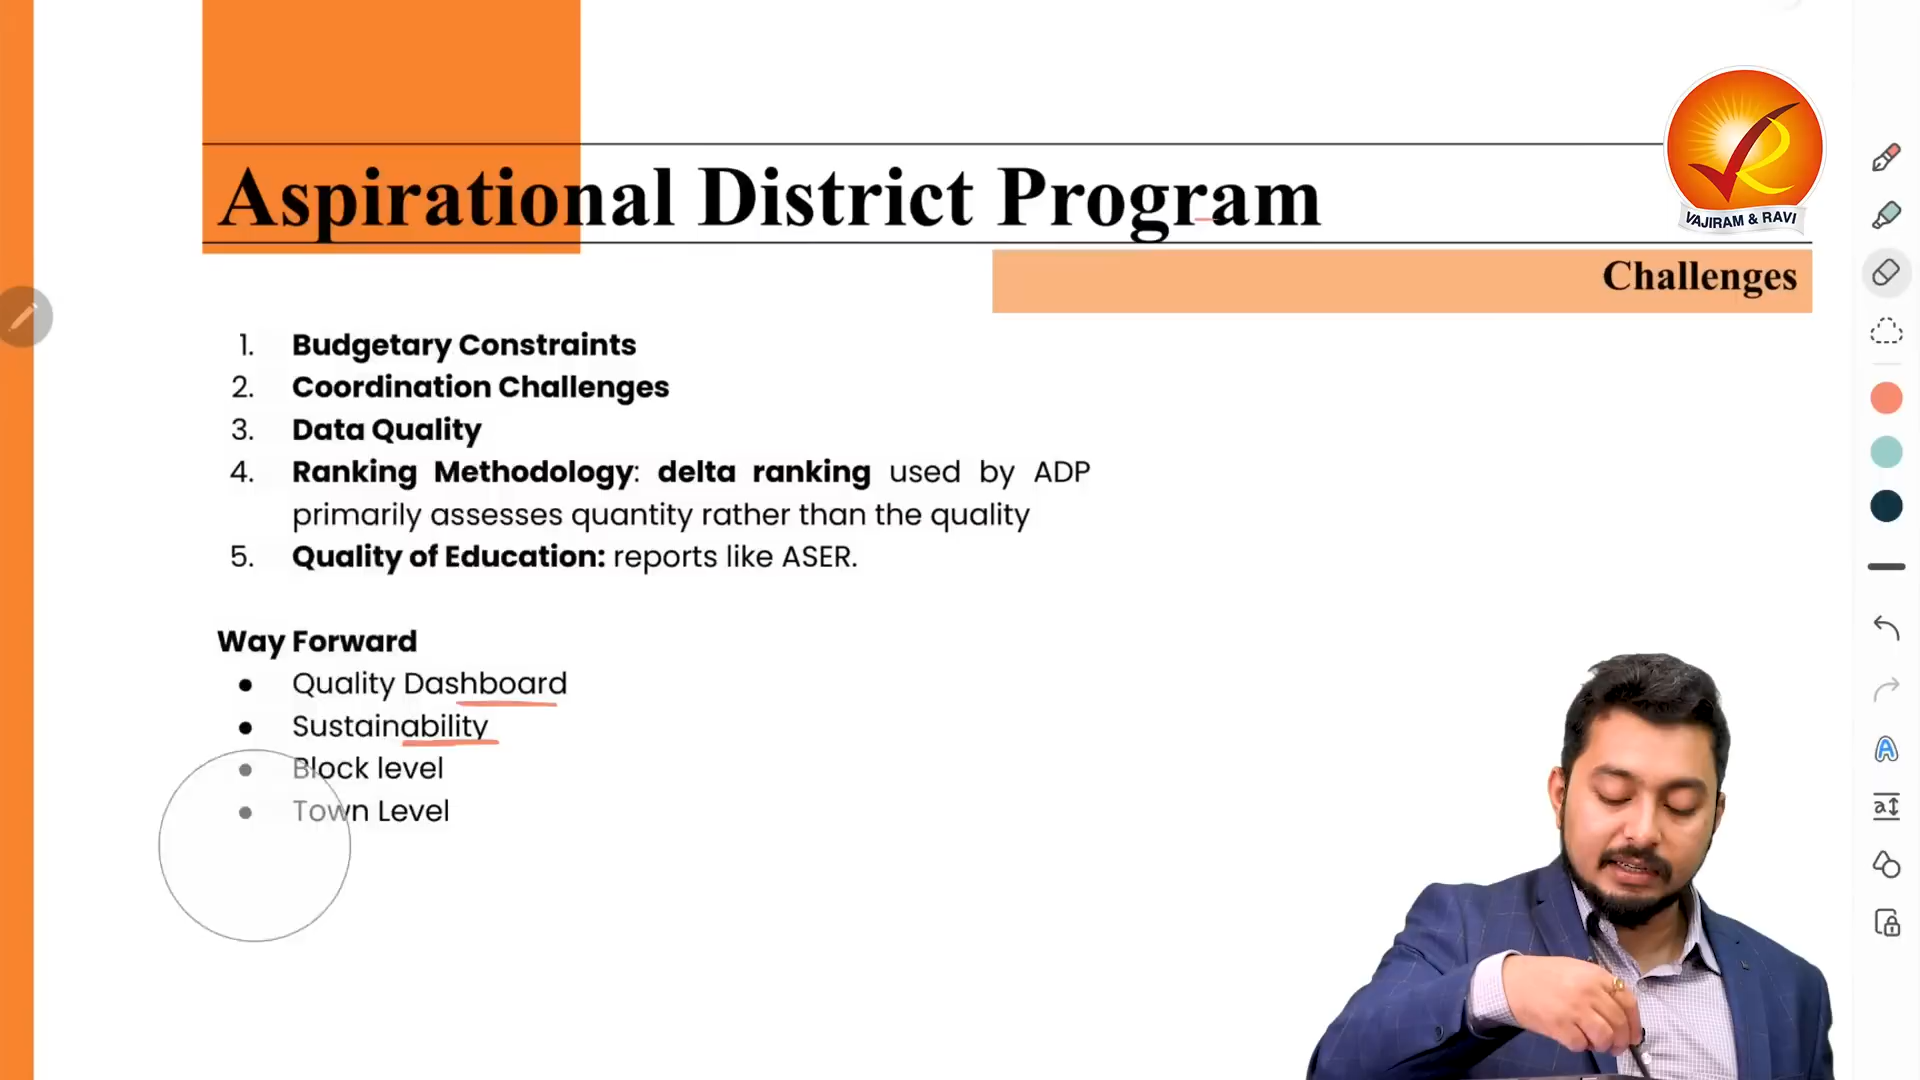 Aspirational District Program
VAJIRAM & RAVI
Challenges
1. Budgetary Constraints
2. Coordination Challenges
3. Data Quality
4. Ranking Methodology: delta ranking used by ADP
primarily assesses quantity rather than the quality
5. Quality of Education: reports like ASER.
Way Forward
● Quality Dashboard
● Sustainability
● Block level
● Town Level